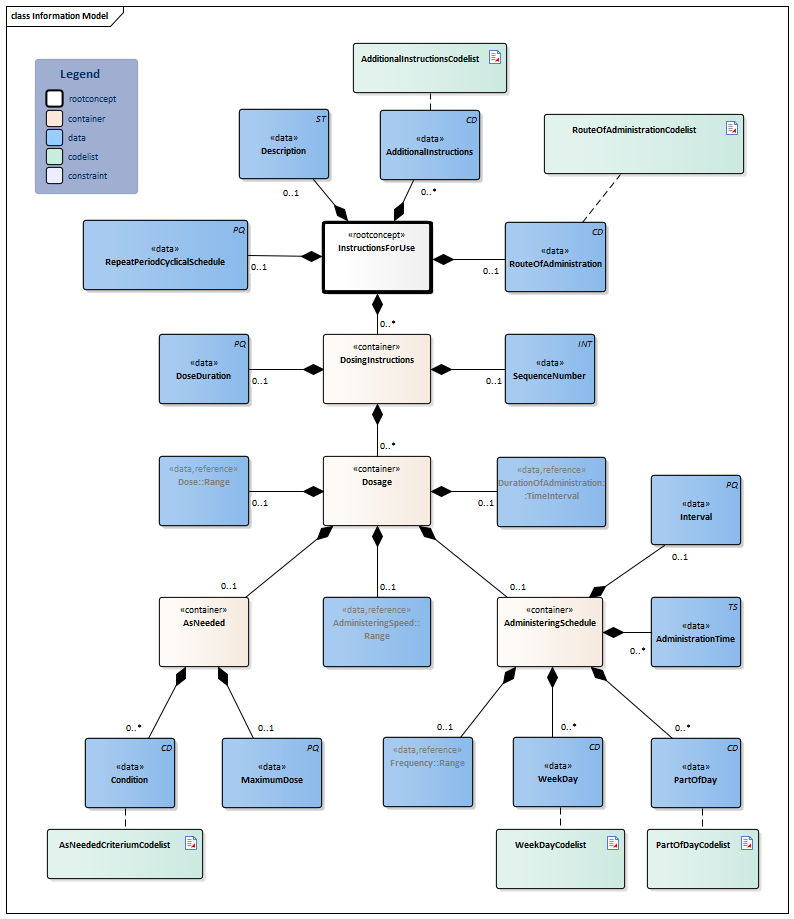 class Information Model
Legend
rootconcept
container
data
codelist
constraint
AdditionalInstructionsCodelist
RouteOfAdministrationCodelist
ST
«data»
Description
CD
«data»
AdditionalInstructions
0..1
0..*
PQ
«data»
RepeatPeriodCyclicalSchedule
0..1
«rootconcept»
InstructionsForUse
CD
«data»
RouteOfAdministration
0..1
0..*
PQ
«data»
DoseDuration
0..1
«container»
DosingInstructions
INT
«data»
SequenceNumber
0..1
0..*
«data,reference»
Dose::Range
0..1
«container»
Dosage
«data,reference»
DurationOfAdministration:
:TimeInterval
0..1
PQ
«data»
Interval
0..1
0..1
0..1
0..1
«container»
AsNeeded
«data,reference»
AdministeringSpeed::
Range
«container»
AdministeringSchedule
TS
«data»
AdministrationTime
0..*
0..*
0..1
0..1
0..*
0..*
CD
«data»
Condition
PQ
«data»
MaximumDose
«data,reference»
Frequency::Range
CD
«data»
WeekDay
CD
«data»
PartOfDay
AsNeededCriteriumCodelist
WeekDayCodelist
PartOfDayCodelist